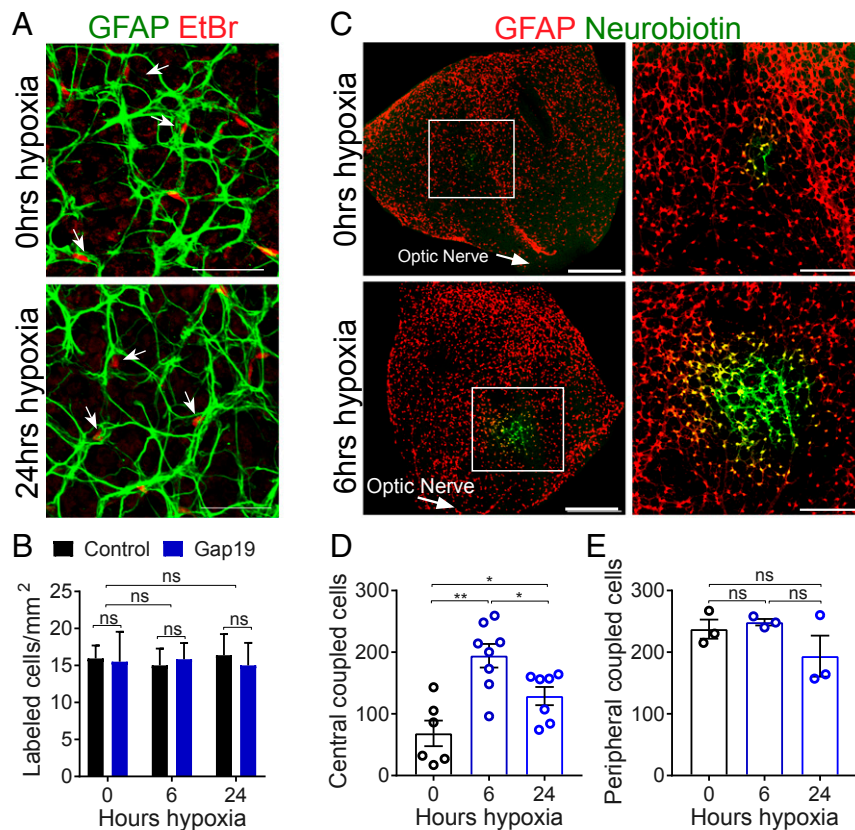 A
GFAP EtBr
0hrs hypoxia
24hrs hypoxia
B
Control Gap19
Labeled cells/mm²
25
20
15
10
5
0
ns
ns
ns
ns
ns
0 6 24
Hours hypoxia
C
GFAP Neurobiotin
0hrs hypoxia
Optic Nerve
6hrs hypoxia
Optic Nerve
D
Central coupled cells
300
200
100
0
*
** *
0 6 24
Hours hypoxia
E
Peripheral coupled cells
300
200
100
0
ns
ns ns
0 6 24
Hours hypoxia